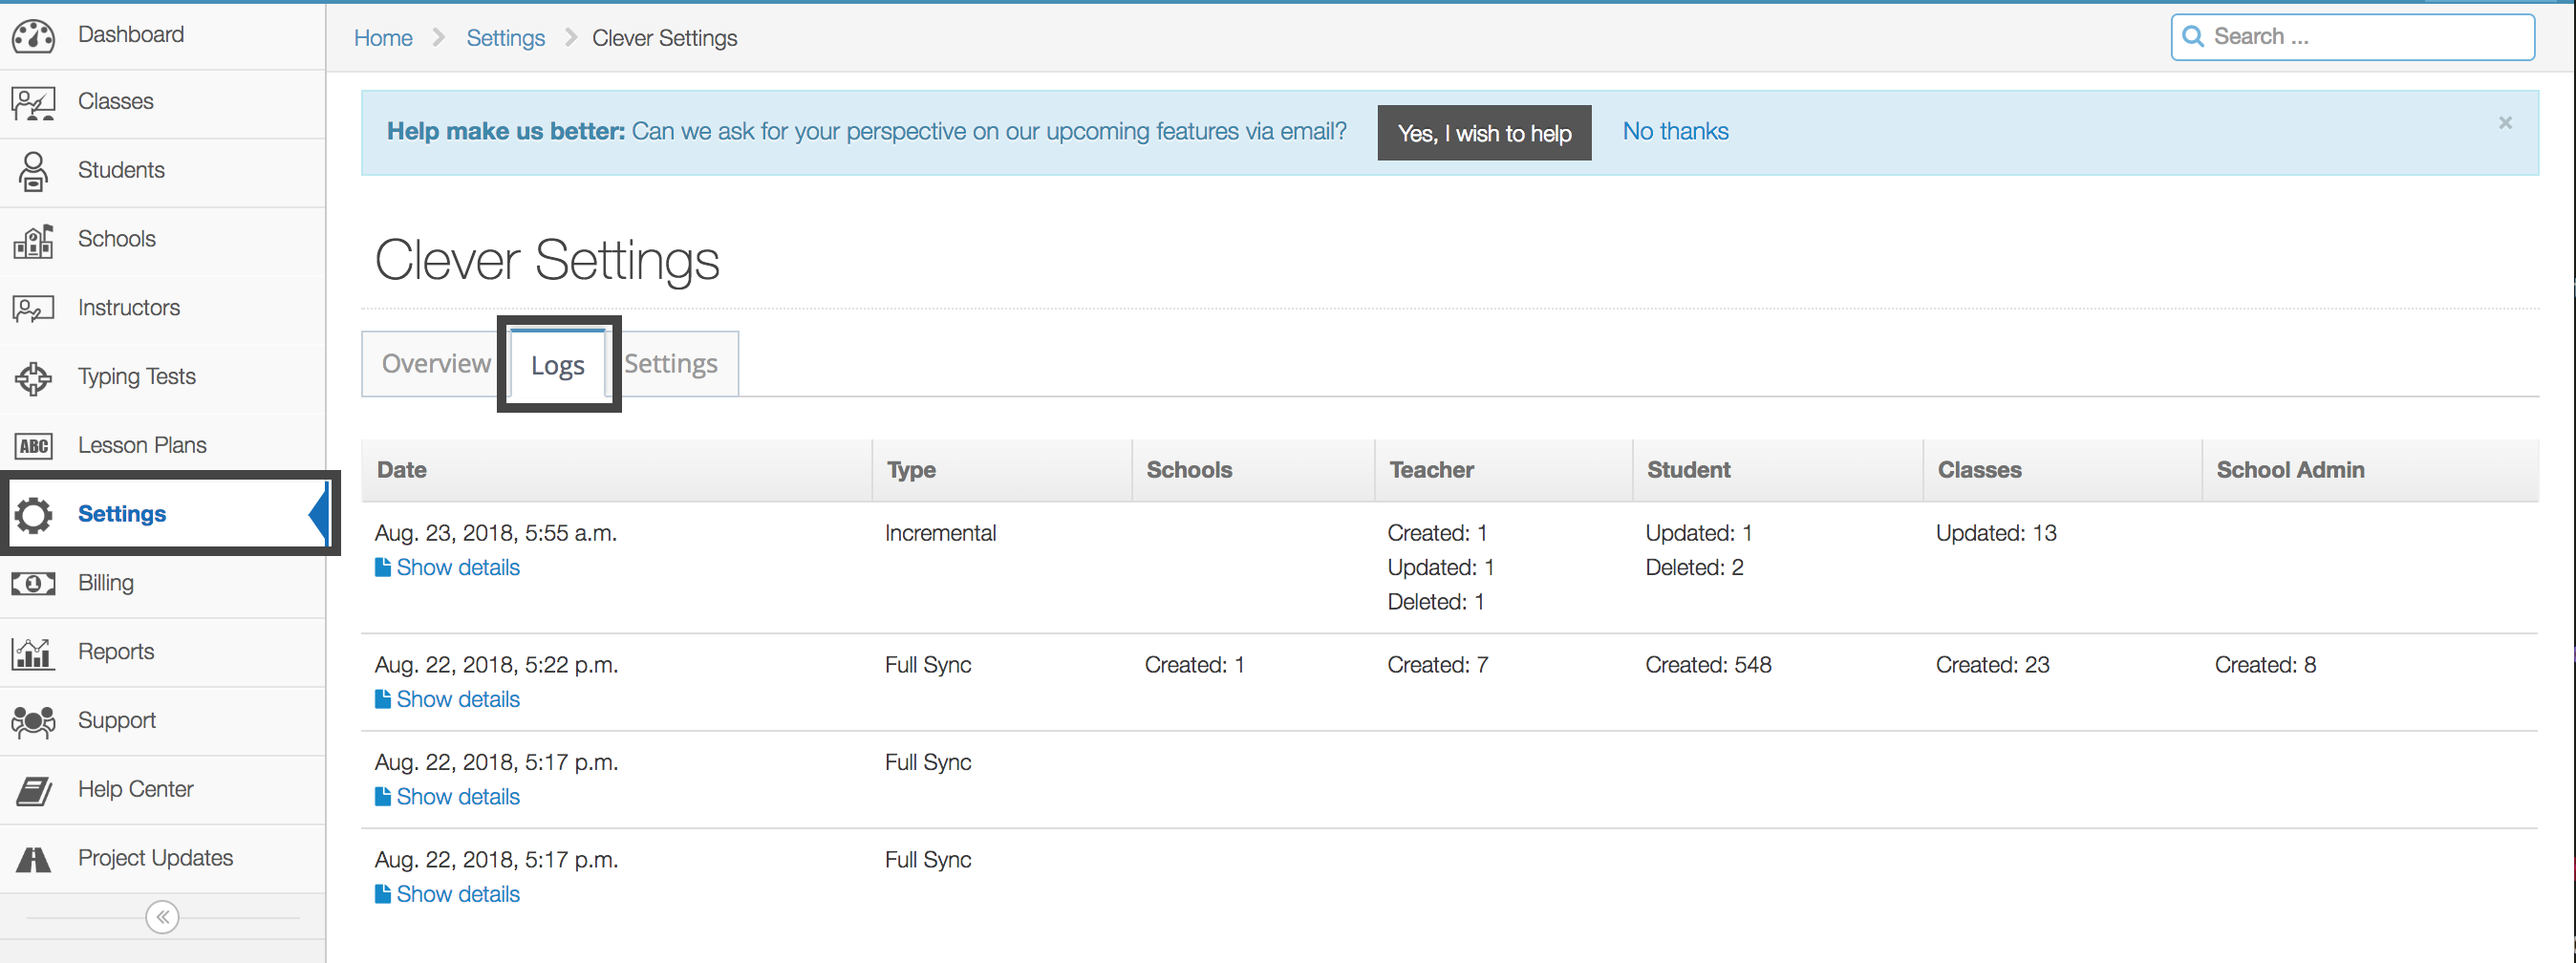 Dashboard
Classes
Students
Schools
Instructors
Typing Tests
ABC Lesson Plans
Settings
1 Billing
Reports
Support
Help Center
Project Updates
Home Settings Clever Settings
Search ...
Help make us better: Can we ask for your perspective on our upcoming features via email? Yes, I wish to help No thanks ×
Clever Settings
Overview Logs Settings
Date Type Schools Teacher Student Classes School Admin
Aug. 23, 2018, 5:55 a.m. Incremental Created: 1 Updated: 1 Updated: 13
Show details Updated: 1 Deleted: 2
Deleted: 1
Aug. 22, 2018, 5:22 p.m. Full Sync Created: 1 Created: 7 Created: 548 Created: 23 Created: 8
Show details
Aug. 22, 2018, 5:17 p.m. Full Sync
Show details
Aug. 22, 2018, 5:17 p.m. Full Sync
Show details